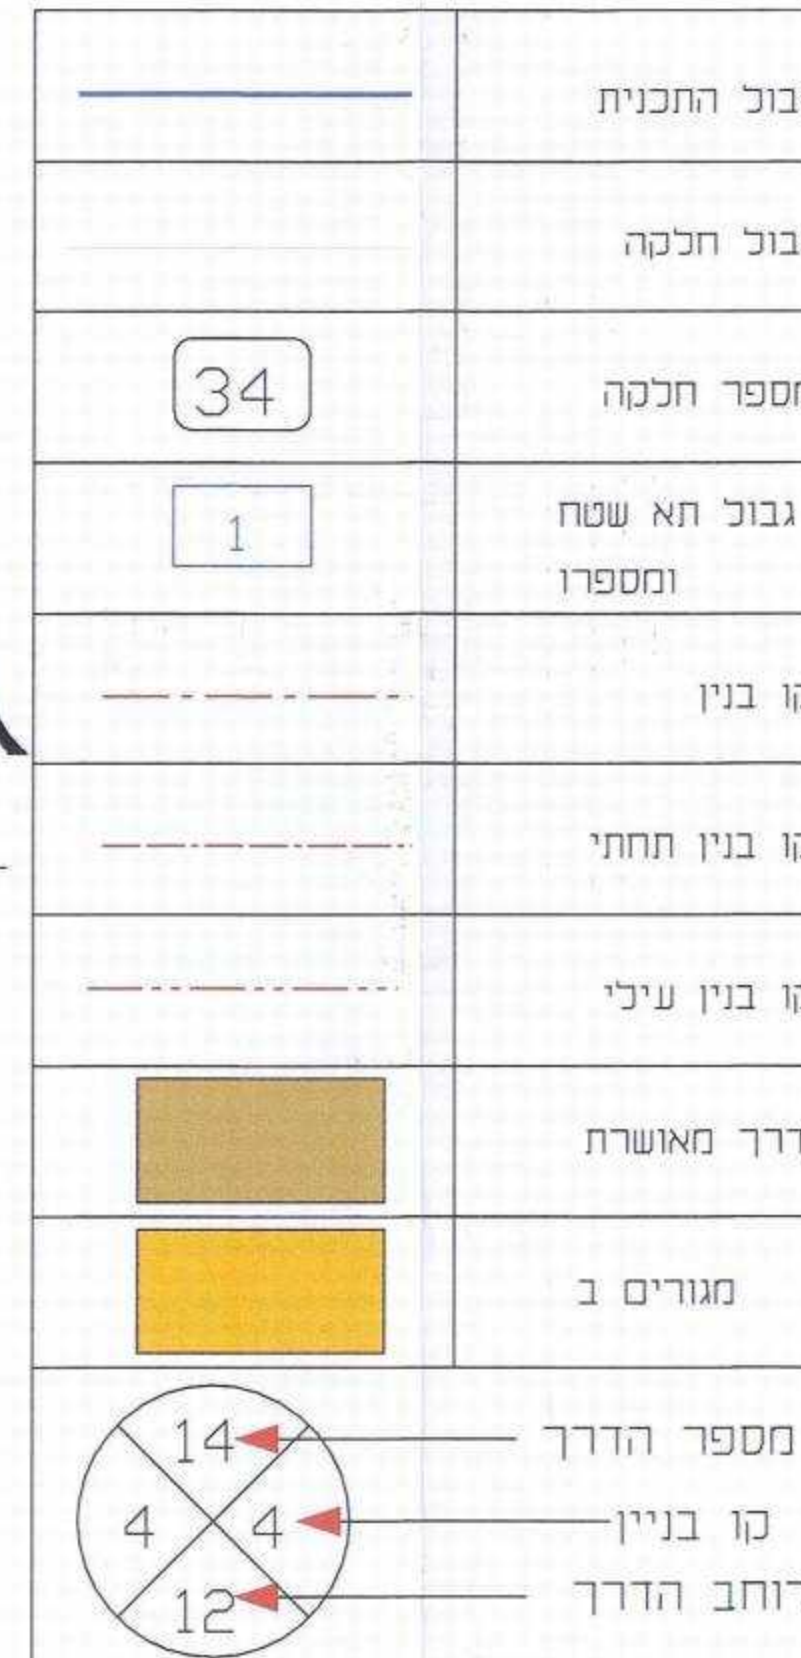 בול התכנית
בול חלקה
מספר חלקה
34
גבול תא שטח
ומספרו
1
קו בנין
קו בנין תחתי
קו בנין עילי
דרך מאושרת
מגורים ב
מספר הדרך
14
קו בניין
4 4
רוחב הדרך
12